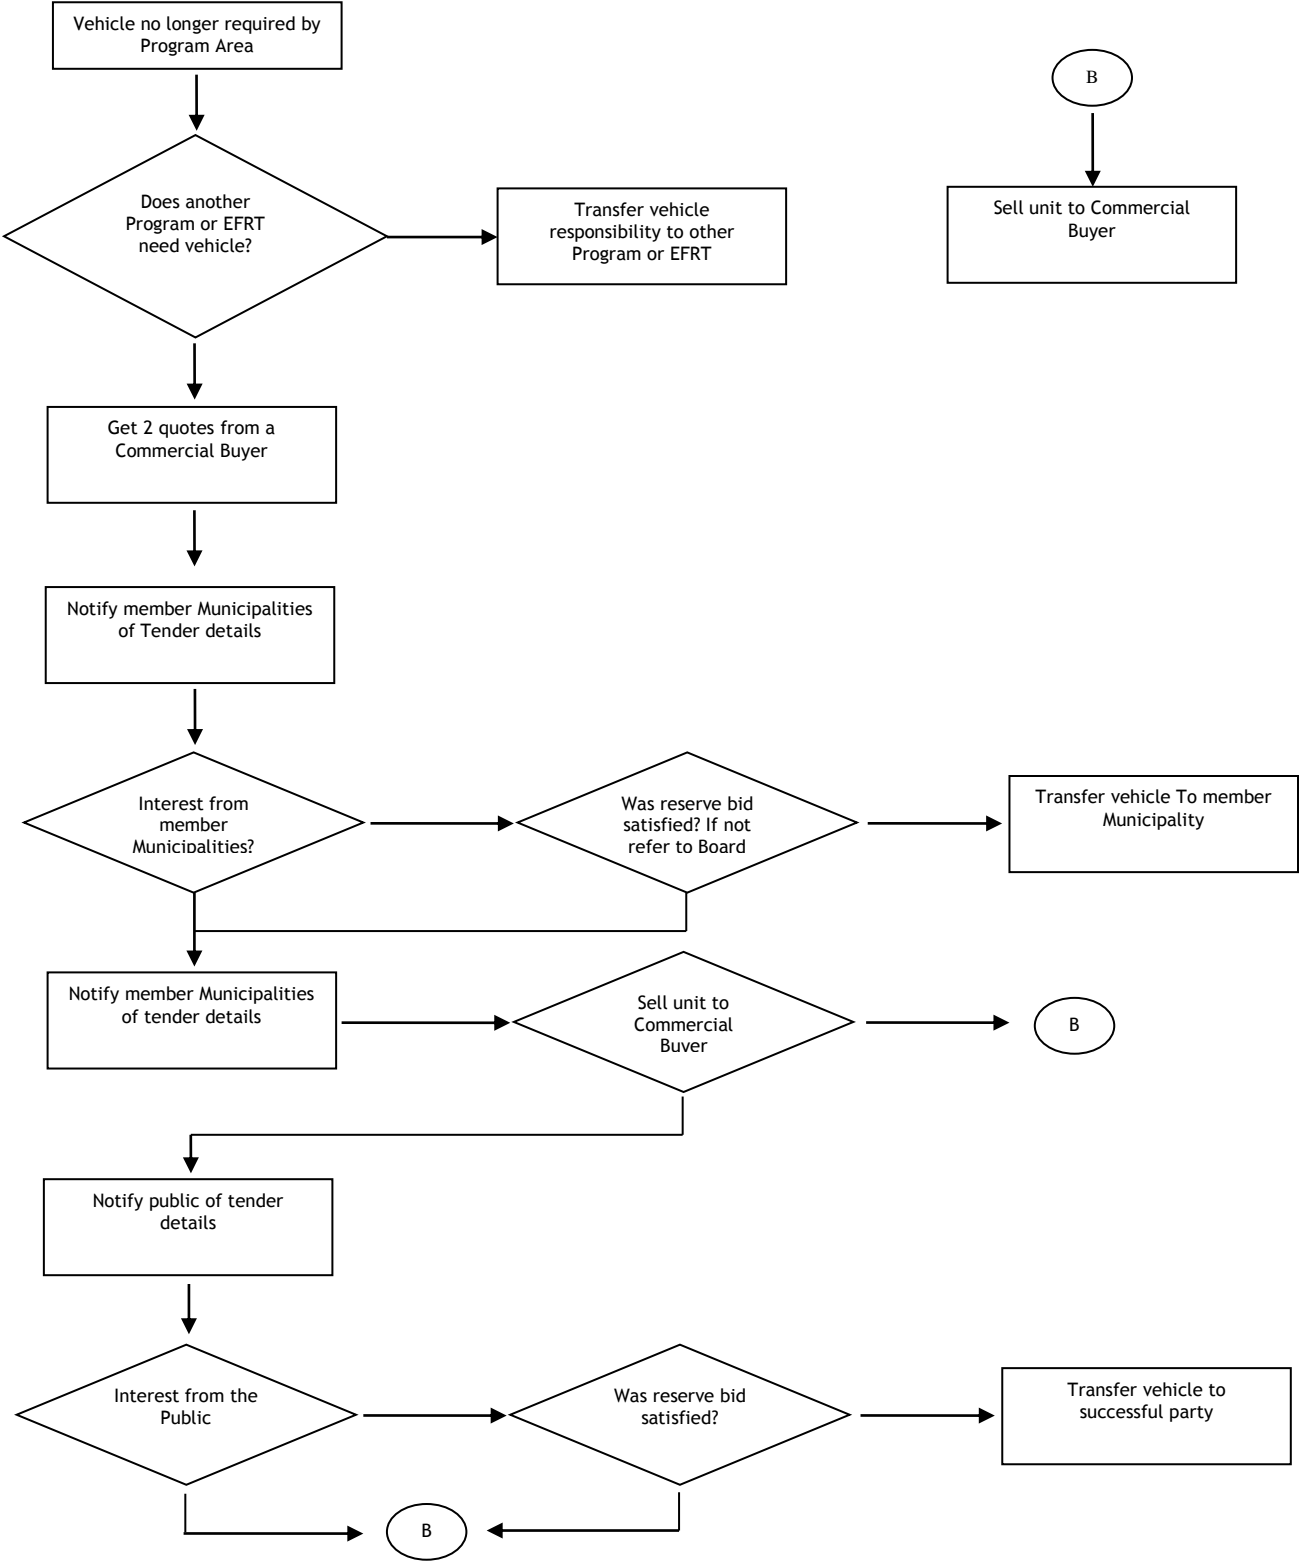 Vehicle no longer required by
Program Area
B
Does another
Program or EFRT
need vehicle?
Transfer vehicle
responsibility to other
Program or EFRT
Sell unit to Commercial
Buyer
Get 2 quotes from a
Commercial Buyer
Notify member Municipalities
of Tender details
Interest from
member
Municipalities?
Was reserve bid
satisfied? If not
refer to Board
Transfer vehicle To member
Municipality
Notify member Municipalities
of tender details
Sell unit to
Commercial
Buyer
B
Notify public of tender
details
Interest from the
Public
Was reserve bid
satisfied?
Transfer vehicle to
successful party
B